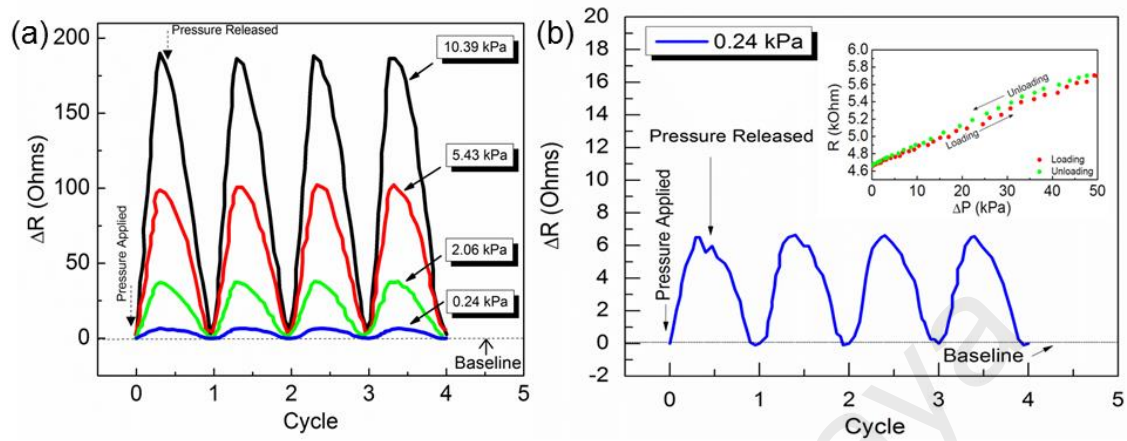 (a)
200
150
100
50
0
ΔR (Ohms)
Pressure Applied
Pressure Released
10.39 kPa
5.43 kPa
2.06 kPa
0.24 kPa
Baseline
0 1 2 3 4 5
Cycle
(b)
20
18
16
14
12
10
8
6
4
2
0
-2
ΔR (Ohms)
0.24 kPa
Pressure Released
Pressure Applied
Baseline
0 1 2 3 4 5
Cycle
6.0
5.8
5.6
5.4
5.2
5.0
4.8
4.6
R (kOhm)
Unloading
Loading
Loading
Unloading
0 10 20 30 40 50
ΔP (kPa)